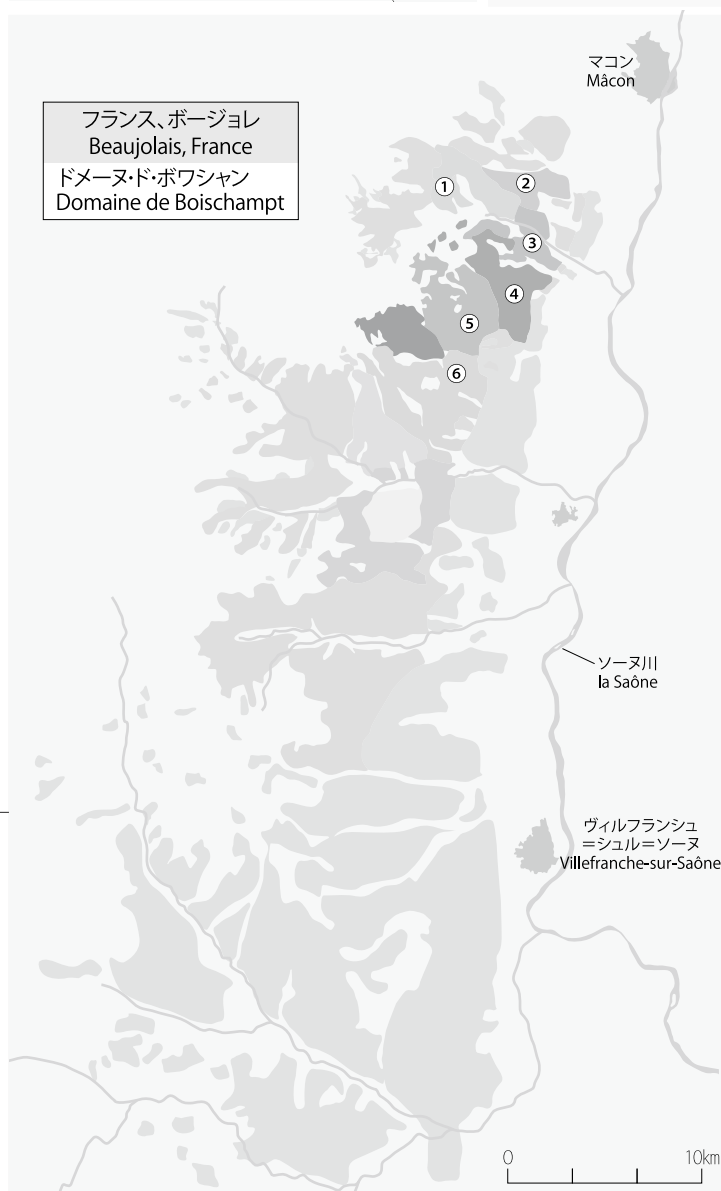 マコン
Mâcon
フランス、ボージョレ
Beaujolais, France
ドメーヌ・ド・ボワシャン
Domaine de Boischampt
①
②
③
④
⑤
⑥
ソーヌ川
la Saône
ヴィルフランシュ
=シュル=ソーヌ
Villefranche-sur-Saône
0 10km